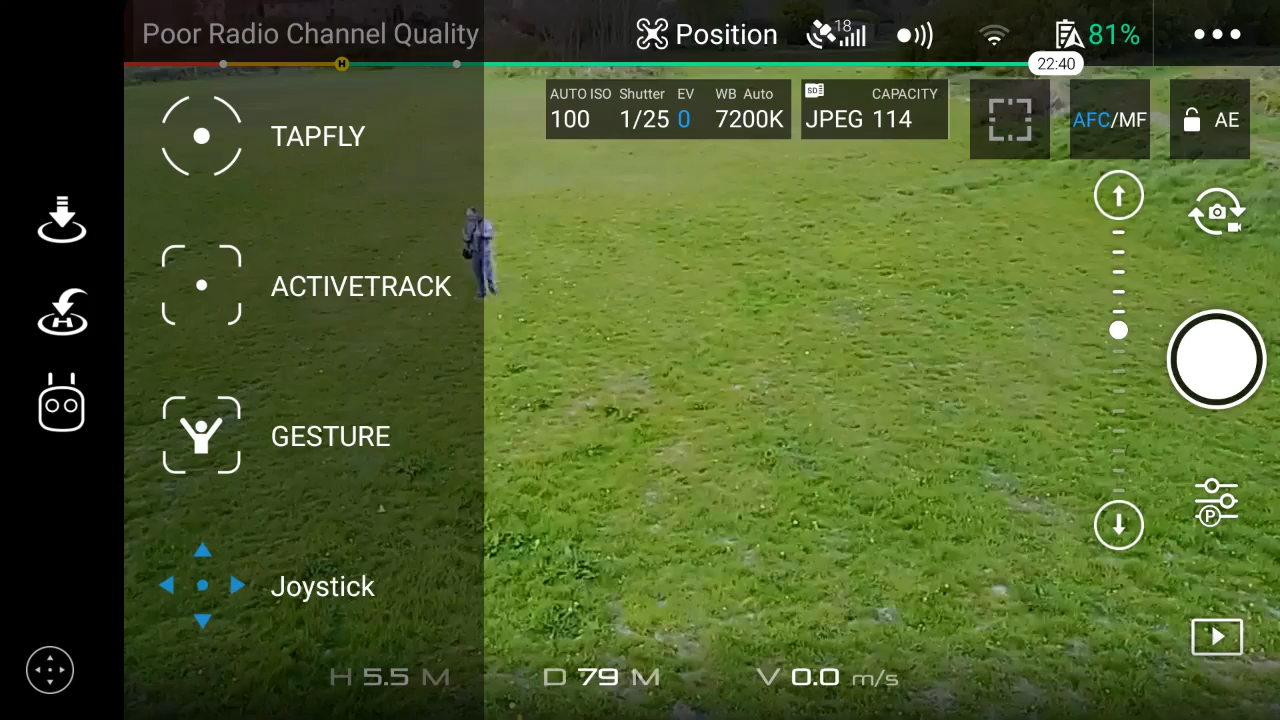 Poor Radio Channel Quality
Position
18
81%
22:40
H
AUTO ISO Shutter EV WB Auto
100 1/25 0 7200K
SD CAPACITY
JPEG 114
AFC/MF
AE
TAPFLY
ACTIVETRACK
GESTURE
P
Joystick
H 5.5 M D 79 M V 0.0 m/s